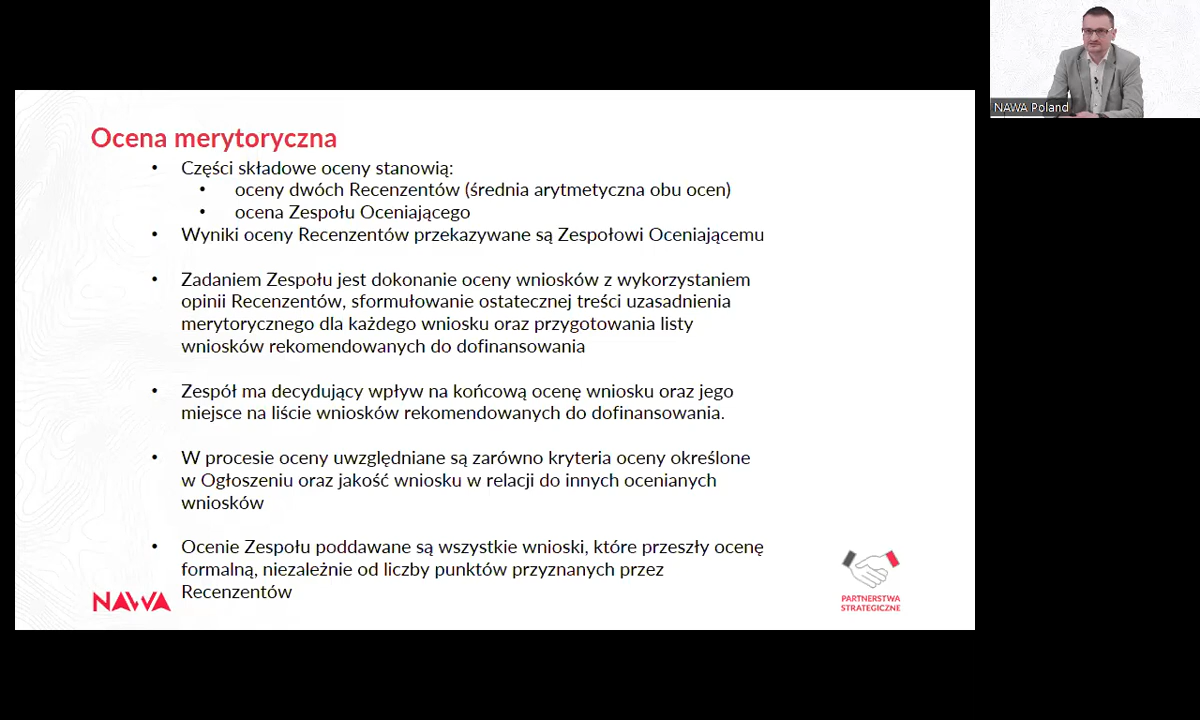 NAWA Poland
Ocena merytoryczna
• Części składowe oceny stanowią:
• oceny dwóch Recenzentów (średnia arytmetyczna obu ocen)
• ocena Zespołu Oceniającego
• Wyniki oceny Recenzentów przekazywane są Zespołowi Oceniającemu
• Zadaniem Zespołu jest dokonanie oceny wniosków z wykorzystaniem
opinii Recenzentów, sformułowanie ostatecznej treści uzasadnienia
merytorycznego dla każdego wniosku oraz przygotowania listy
wniosków rekomendowanych do dofinansowania
• Zespół ma decydujący wpływ na końcową ocenę wniosku oraz jego
miejsce na liście wniosków rekomendowanych do dofinansowania.
• W procesie oceny uwzględniane są zarówno kryteria oceny określone
w Ogłoszeniu oraz jakość wniosku w relacji do innych ocenianych
wniosków
• Ocenie Zespołu poddawane są wszystkie wnioski, które przeszły ocenę
formalną, niezależnie od liczby punktów przyznanych przez
Recenzentów
NAWA
PARTNERSTWA
STRATEGICZNE